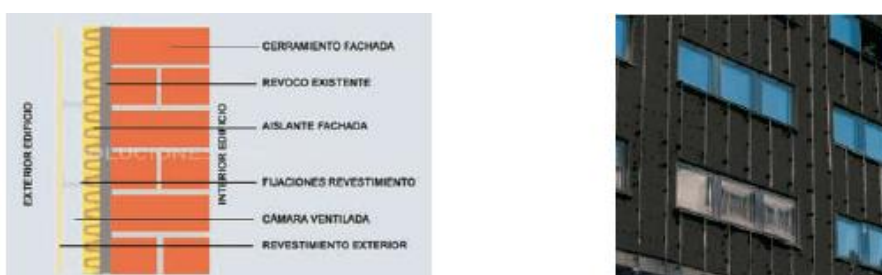 EXTERIOR EDIFICIO
CERRAMIENTO FACHADA
REVOCO EXISTENTE
AISLANTE FACHADA
INTERIOR EDIFICIO
FIJACIONES REVESTIMIENTO
CÁMARA VENTILADA
REVESTIMIENTO EXTERIOR